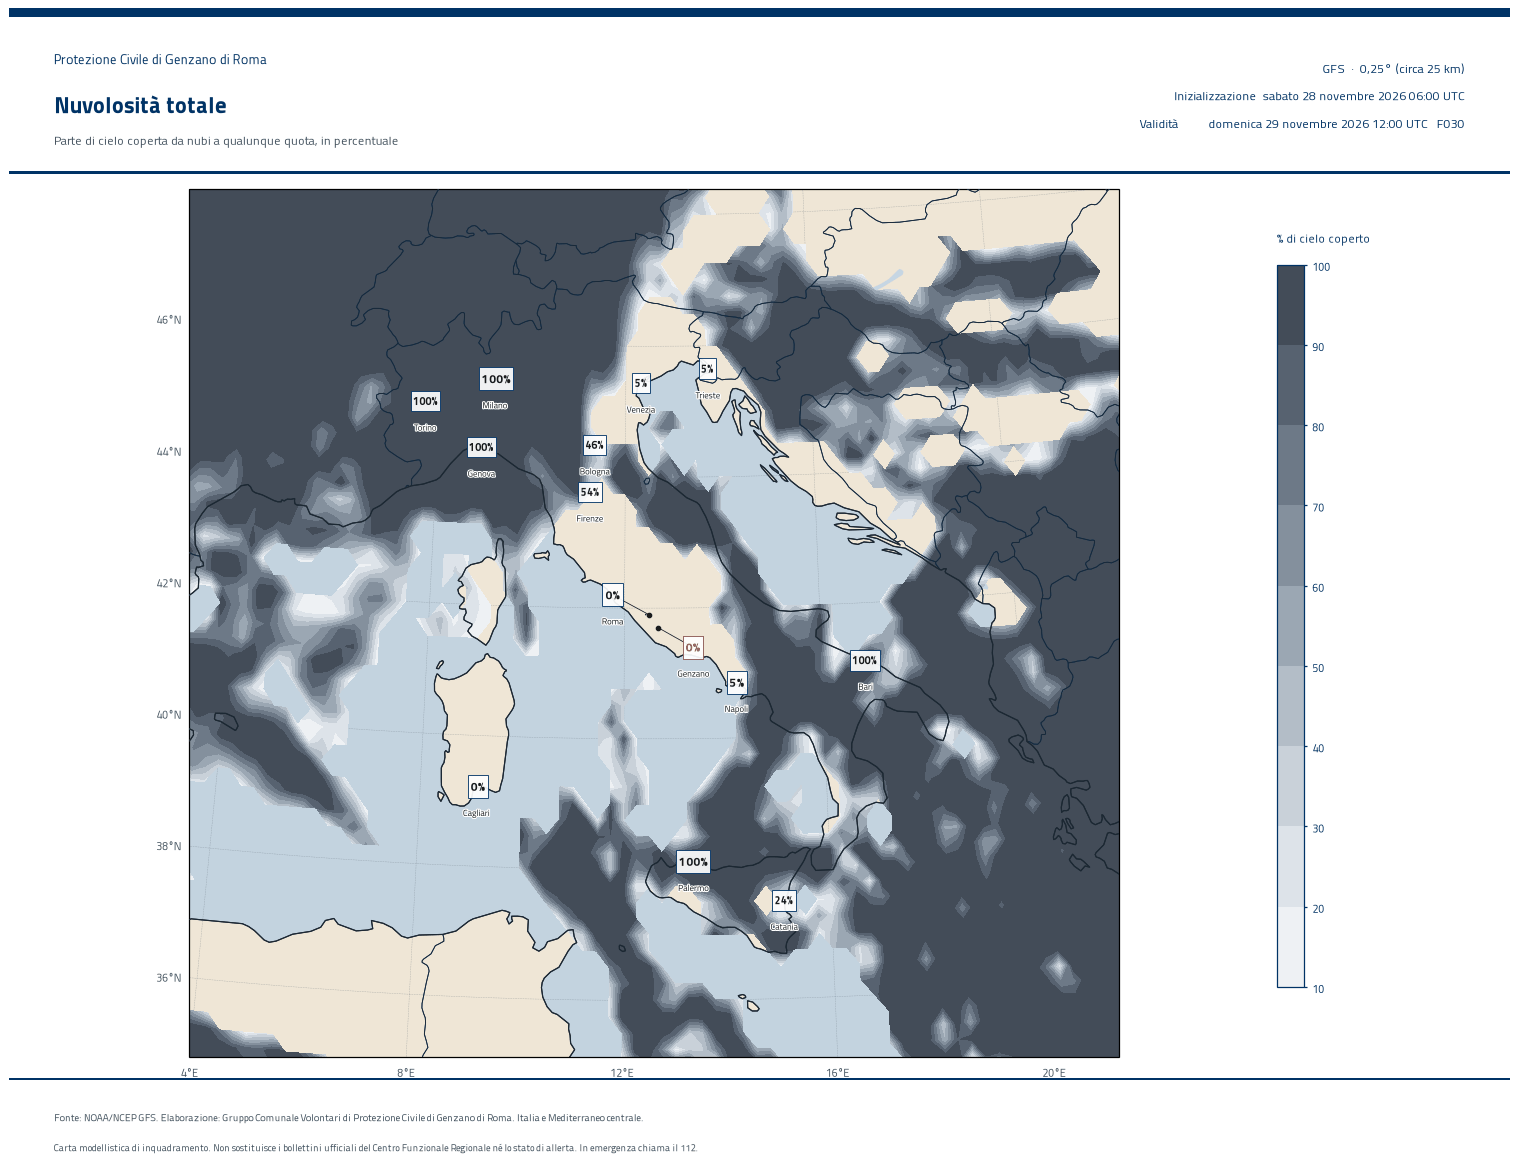 Protezione Civile di Genzano di Roma
Nuvolosità totale
Parte di cielo coperta da nubi a qualunque quota, in percentuale
GFS · 0,25° (circa 25 km)
Inizializzazione sabato 28 novembre 2026 06:00 UTC
Validità domenica 29 novembre 2026 12:00 UTC F030
% di cielo coperto
100
90
80
70
60
50
40
30
20
10
46°N
44°N
42°N
40°N
38°N
36°N
4°E
8°E
12°E
16°E
20°E
100%
Milano
100%
Torino
100%
Genova
5%
Venezia
5%
Trieste
46%
Bologna
54%
Firenze
0%
Roma
0%
Genzano
5%
Napoli
100%
Bari
0%
Cagliari
100%
Palermo
24%
Catania
Fonte: NOAA/NCEP GFS. Elaborazione: Gruppo Comunale Volontari di Protezione Civile di Genzano di Roma. Italia e Mediterraneo centrale.
Carta modellistica di inquadramento. Non sostituisce i bollettini ufficiali del Centro Funzionale Regionale né lo stato di allerta. In emergenza chiama il 112.